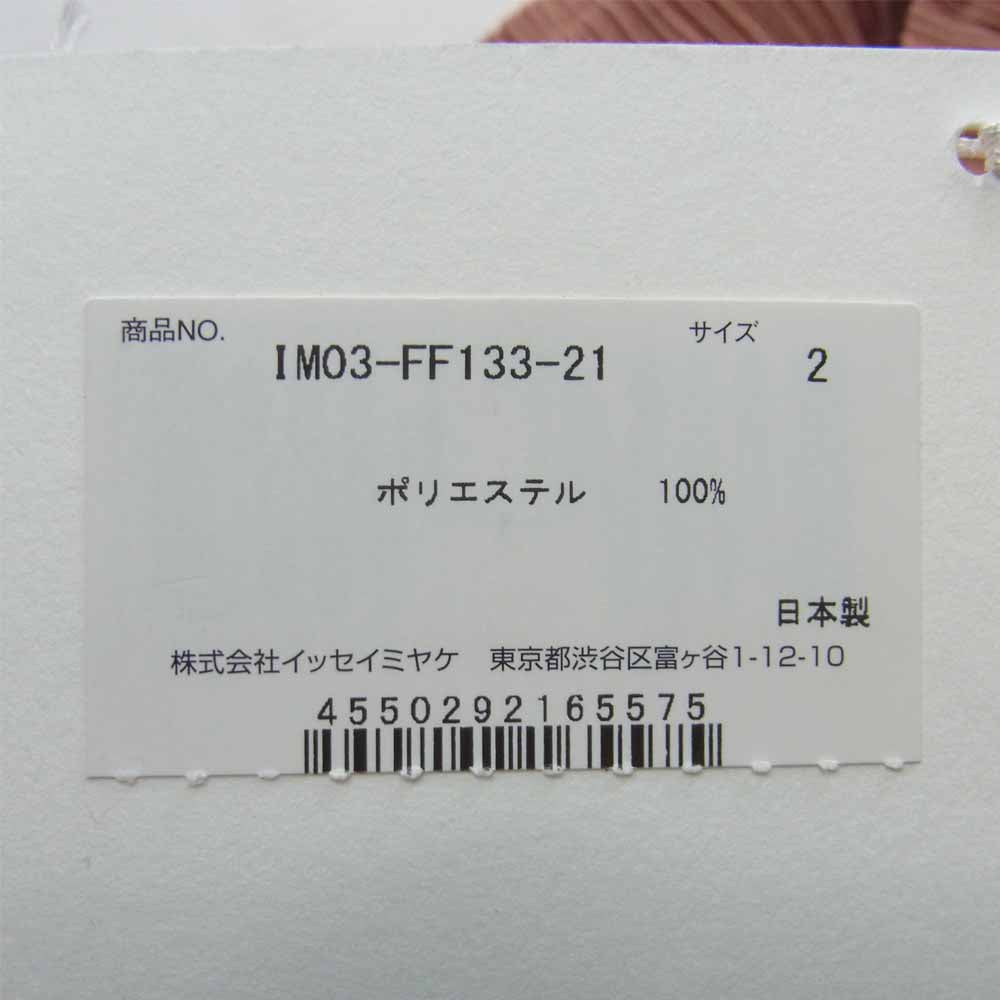 商品NO. サイズ
IM03-FF133-21 2
ポリエステル 100%
日本製
株式会社イッセイミヤケ 東京都渋谷区富ヶ谷1-12-10
4550292165575